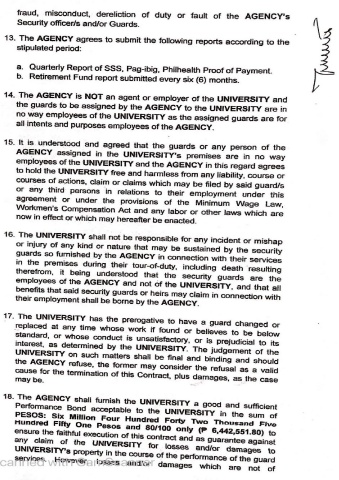 fraud, misconduct, dereliction of duty or fault of the AGENCY's
Security officer/s and/or Guards.
13. The AGENCY agrees to submit the following reports according to the
stipulated period:
a. Quarterly Report of SSS, Pag-ibig, Philhealth Proof of Payment.
b. Retirement Fund report submitted every six (6) months.
14. The AGENCY is NOT an agent or employer of the UNIVERSITY and
the guards to be assigned by the AGENCY to the UNIVERSITY are in
no way employees of the UNIVERSITY as the assigned guards are for
all intents and purposes employees of the AGENCY.
15. It is understood and agreed that the guards or any person of the
AGENCY assigned in the UNIVERSITY's premises are in no way
employees of the UNIVERSITY and the AGENCY in this regard agrees
to hold the UNIVERSITY free and harmless from any liability, course or
courses of actions, claim or claims which may be filed by said guard/s
or any third persons in relations to their employment under this
agreement or under the provisions of the Minimum Wage Law,
Workmen's Compensation Act and any labor or other laws which are
now in effect or which may hereafter be enacted.
16. The UNIVERSITY shall not be responsible for any incident or mishap
or injury of any kind or nature that may be sustained by the security
guards so furnished by the AGENCY in connection with their services
in the premises during their tour-of-duty, including death resulting
therefrom, it being understood that the security guards are the
employees of the AGENCY and not of the UNIVERSITY, and that all
benefits that said security guards or heirs may claim in connection with
their employment shall be borne by the AGENCY.
17. The UNIVERSITY has the prerogative to have a guard changed or
replaced at any time whose work if found or believes to be below
standard, or whose conduct is unsatisfactory, or is prejudicial to its
interest, as determined by the UNIVERSITY. The judgement of the
UNIVERSITY on such matters shall be final and binding and should
the AGENCY refuse, the former may consider the refusal as a valid
cause for the termination of this Contract, plus damages, as the case
may be.
18. The AGENCY shall furnish the UNIVERSITY a good and sufficient
Performance Bond acceptable to the UNIVERSITY in the sum of
PESOS: Six Million Four Hundred Forty Two Thousand Five
Hundred Fifty One Pesos and 80/100 only (₱ 6,442,551.80) to
ensure the faithful execution of this contract and as guarantee against
any claim of the UNIVERSITY for losses and/or damages to
UNIVERSITY's property in the course of the performance of the guard
services. However losses and/or damages which are not of